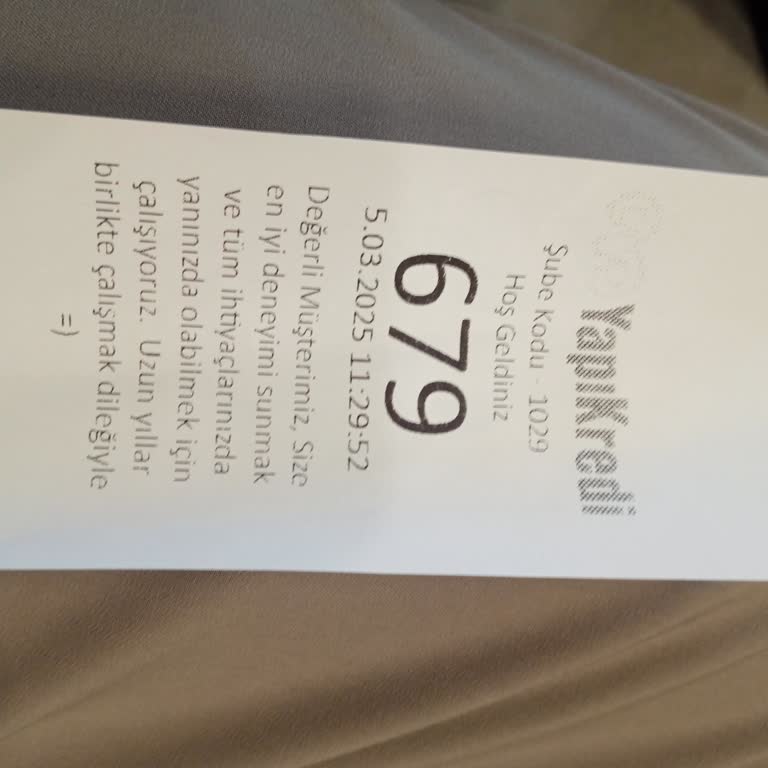 YapıKredi
Şube Kodu - 1029
Hoş Geldiniz
679
5.03.2025 11:29:52
Değerli Müşterimiz, Size
en iyi deneyimi sunmak
ve tüm ihtiyaçlarınızda
yanınızda olabilmek için
çalışıyoruz. Uzun yıllar
birlikte çalışmak dileğiyle
=)